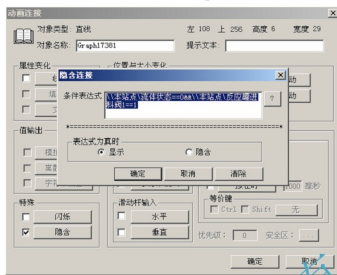 动画连接
对象类型: 直线
左 108 上 256 高度 6 宽度 29
对象名称: Graph17381
提示文本:
属性变化
位置与大小变化
隐含连接
条件表达式
\\本站点\流体状态==0&&\\本站点\反应罐进
料阀1==1
?
表达式为真时
显示
隐含
确定
取消
清除
值输出
特殊
滑动杆输入
等价键
Ctrl
Shift
无
闪烁
水平
隐含
垂直
优先级: 0
安全区:
确定
取消